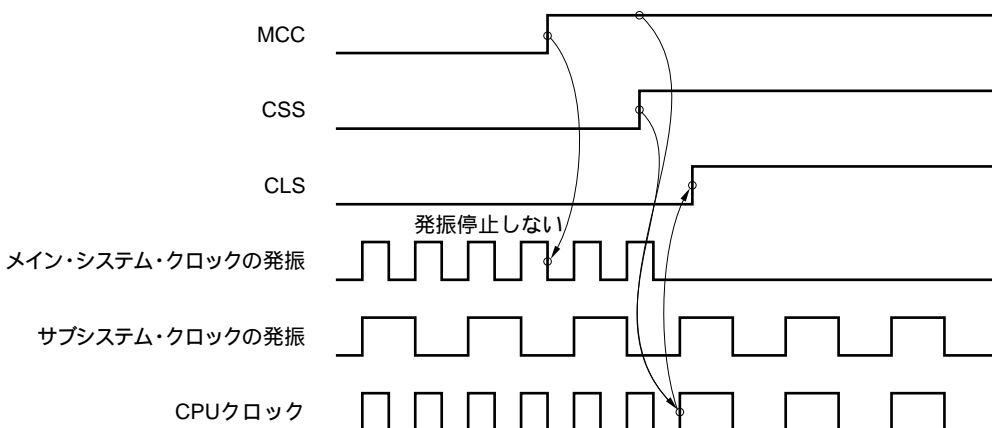 MCC
CSS
CLS
発振停止しない
メイン・システム・クロックの発振
サブシステム・クロックの発振
CPUクロック